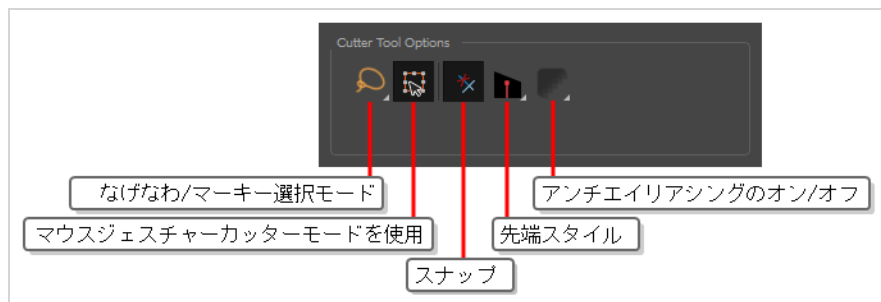 Cutter Tool Options
なげなわ/マーキー選択モード
アンチエイリアシングのオン/オフ
マウスジェスチャーカッターモードを使用
先端スタイル
スナップ